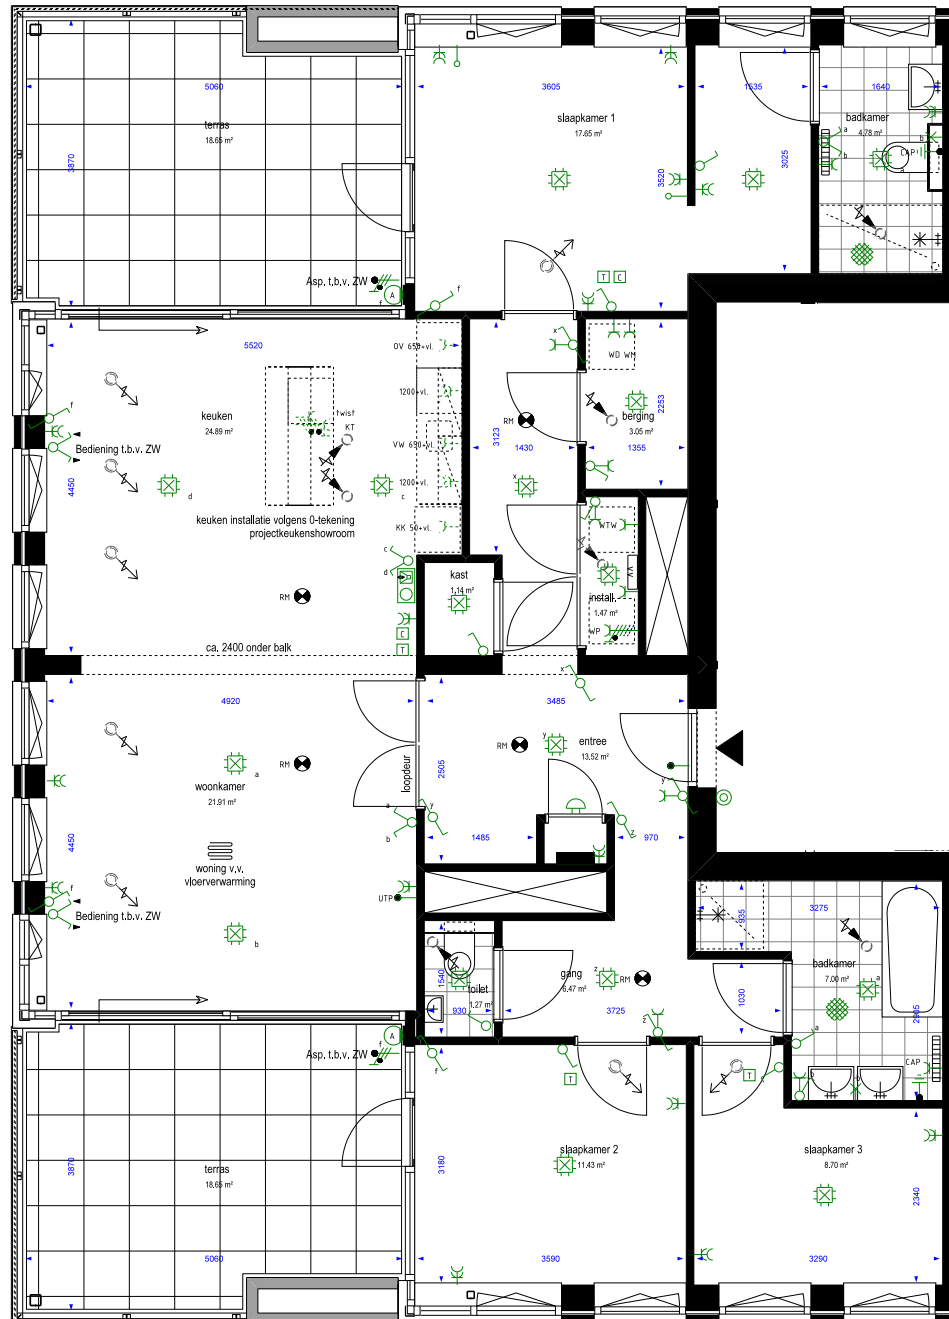 5060
terras
18.65 m²
3870
Asp. t.b.v. ZW
f
A
3605
slaapkamer 1
17.65 m²
3520
1535
3025
1640
badkamer
4.78 m²
a
b
b
CAP
a
T
C
f
5520
keuken
24.89 m²
twist
KT
f
Bediening t.b.v. ZW
4450
d
c
keuken installatie volgens 0-tekening
projectkeukenshowroom
OV 650+vl.
1200+vl.
VW 650+vl.
1200+vl.
KK 50+vl.
c
d
C
T
RM
ca. 2400 onder balk
x
RM
3123
1430
x
WD WM
berging
3.05 m²
2253
1355
WTW
VV
install.
1.47 m²
WP
kast
1.14 m²
x
4920
woonkamer
21.91 m²
a
RM
loopdeur
4450
woning v.v.
vloerverwarming
a
b
UTP
f
Bediening t.b.v. ZW
b
3485
RM
y
entree
13,52 m²
2505
y
1485
970
z
y
3275
935
badkamer
7.00 m²
a
2905
a
CAP
b
b
1540
toilet
1.27 m²
930
gang
6.47 m²
z
RM
3725
z
1030
Asp. t.b.v. ZW
f
A
f
T
T
3870
terras
18.65 m²
5060
3180
slaapkamer 2
11.43 m²
3590
slaapkamer 3
8.70 m²
2340
3290